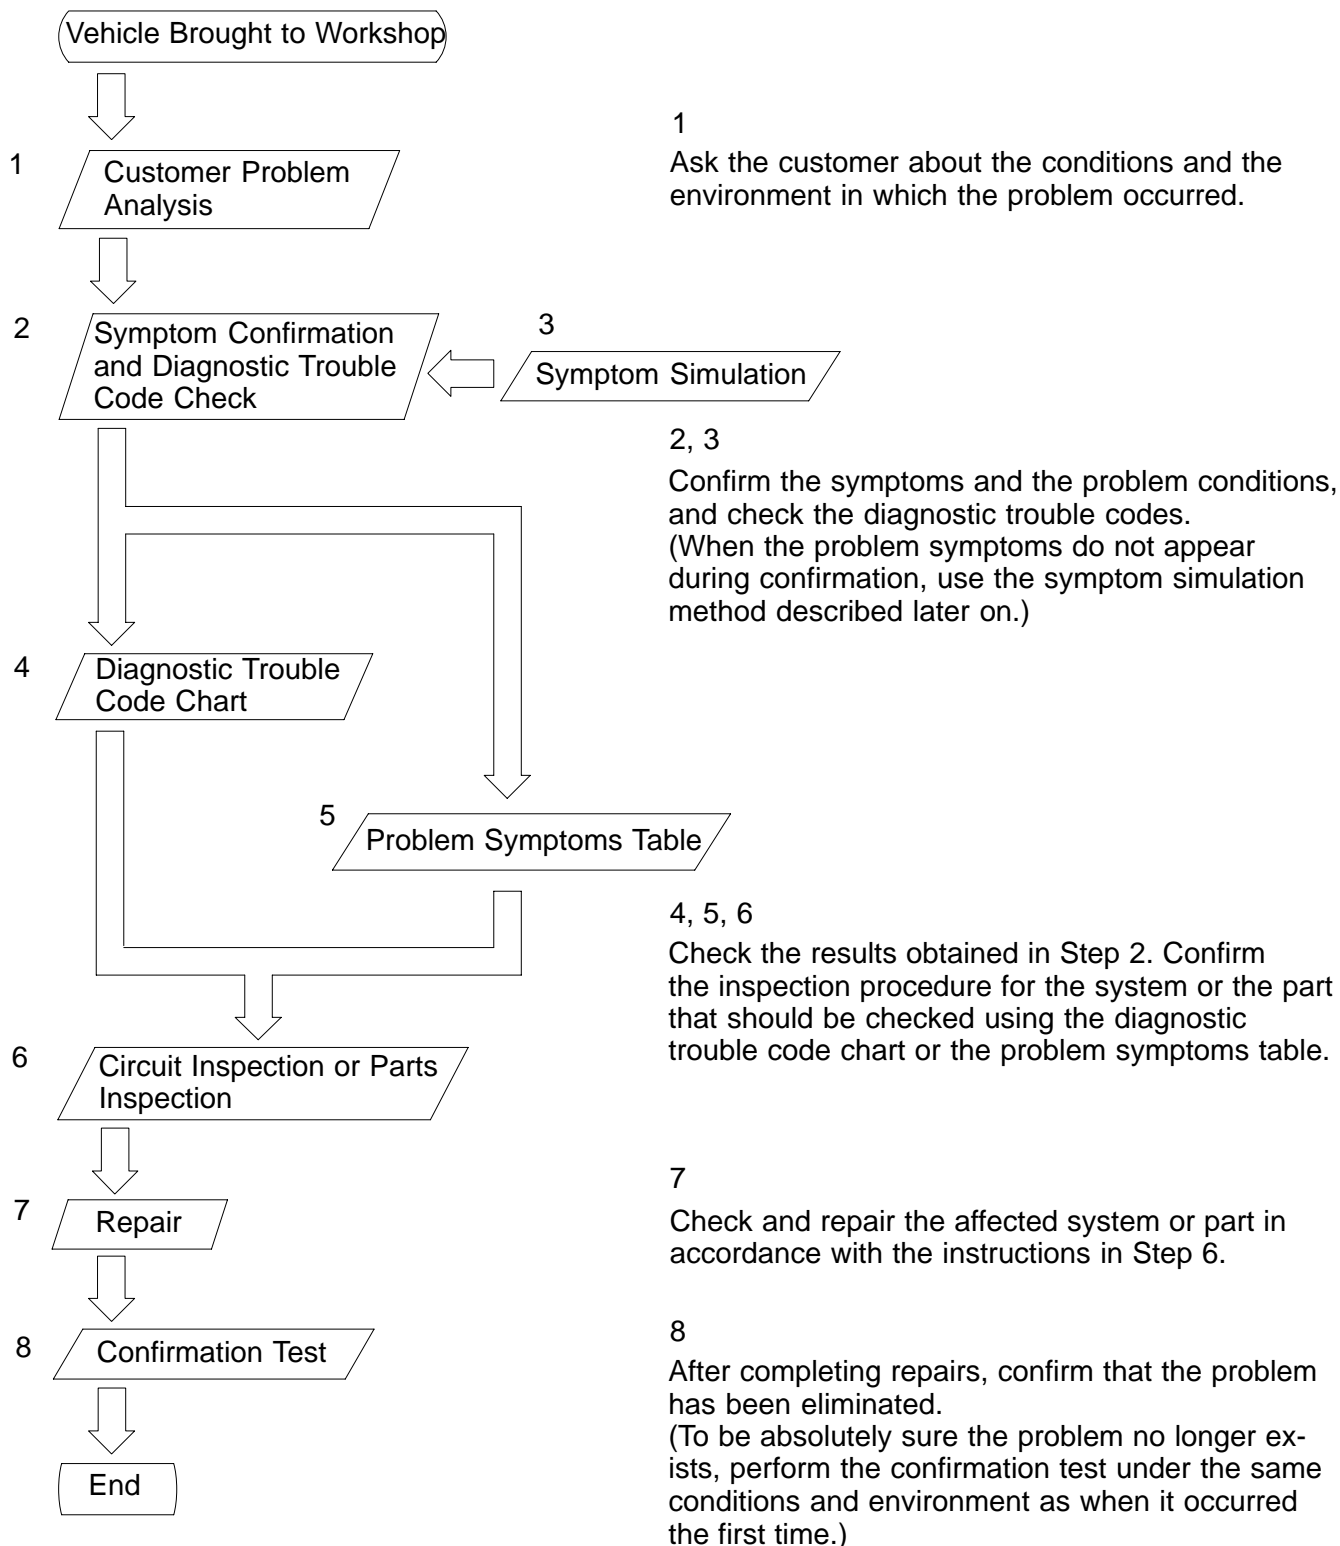 Vehicle Brought to Workshop
1
Customer Problem
Analysis
1
Ask the customer about the conditions and the
environment in which the problem occurred.
2
Symptom Confirmation
and Diagnostic Trouble
Code Check
3
Symptom Simulation
2, 3
Confirm the symptoms and the problem conditions,
and check the diagnostic trouble codes.
(When the problem symptoms do not appear
during confirmation, use the symptom simulation
method described later on.)
4
Diagnostic Trouble
Code Chart
5
Problem Symptoms Table
4, 5, 6
Check the results obtained in Step 2. Confirm
the inspection procedure for the system or the part
that should be checked using the diagnostic
trouble code chart or the problem symptoms table.
6
Circuit Inspection or Parts
Inspection
7
Repair
7
Check and repair the affected system or part in
accordance with the instructions in Step 6.
8
Confirmation Test
8
After completing repairs, confirm that the problem
has been eliminated.
(To be absolutely sure the problem no longer ex-
ists, perform the confirmation test under the same
conditions and environment as when it occurred
the first time.)
End